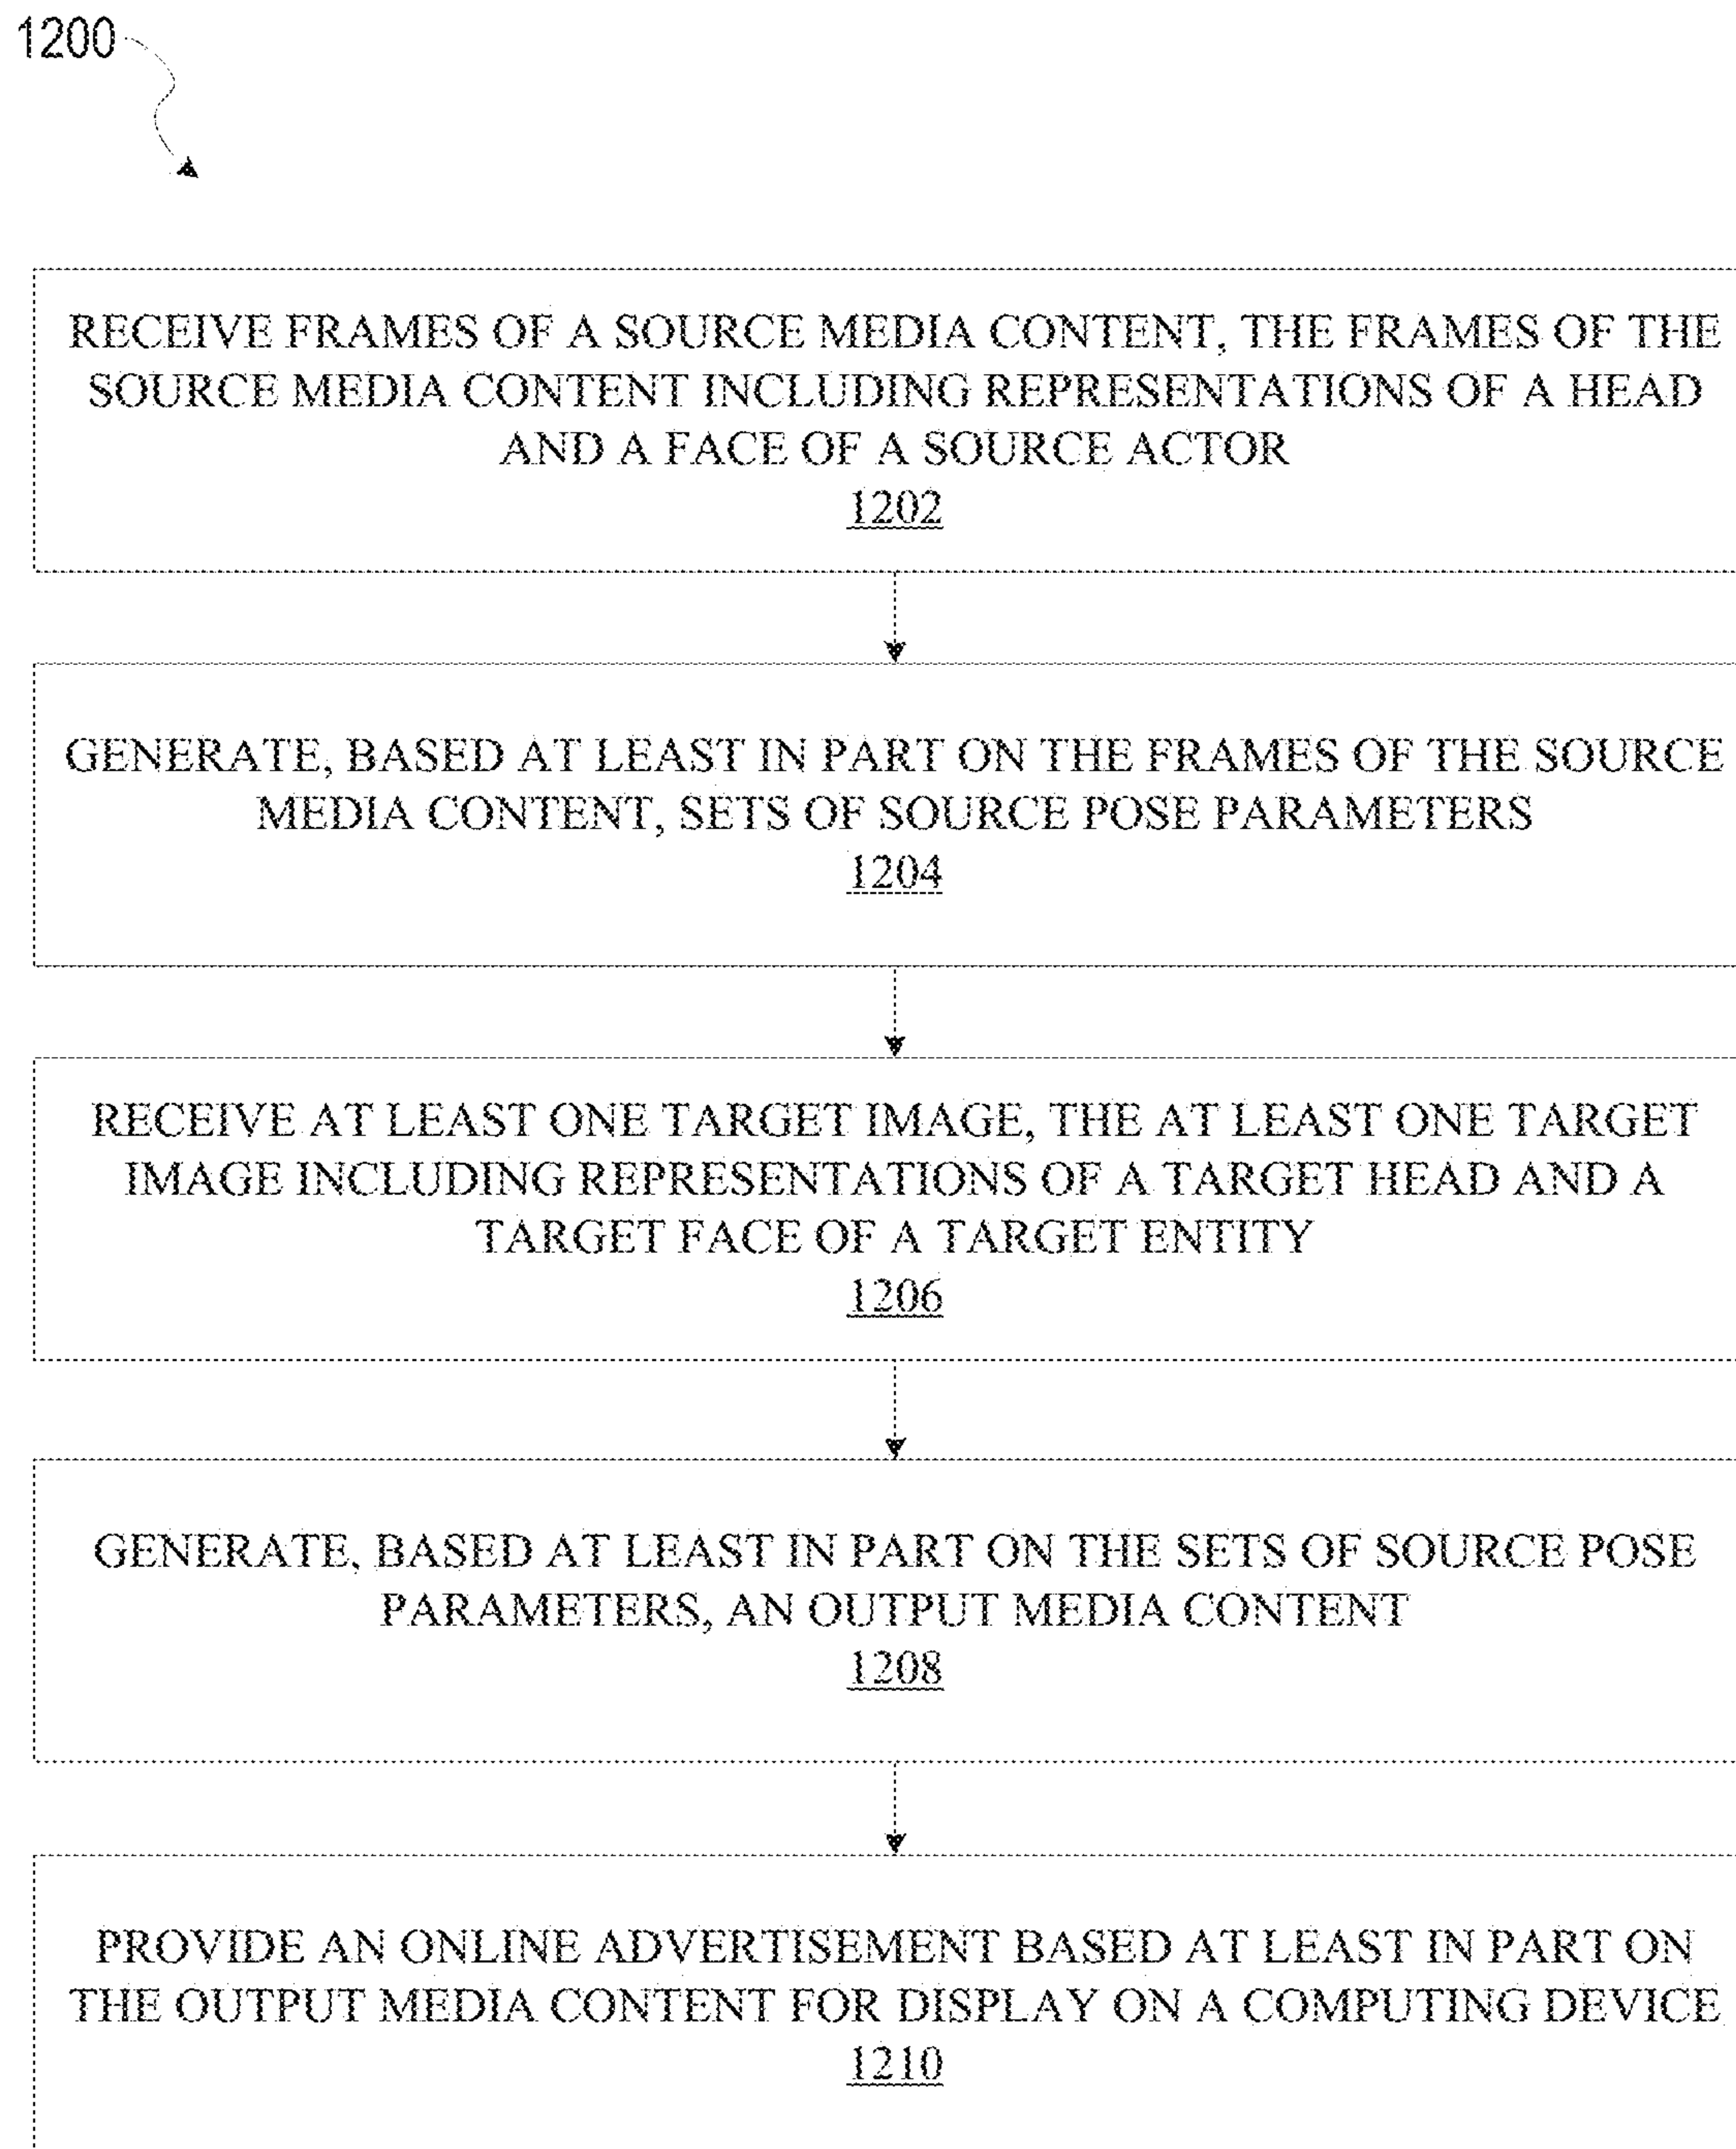 1200
RECEIVE FRAMES OF A SOURCE MEDIA CONTENT, THE FRAMES OF THE
SOURCE MEDIA CONTENT INCLUDING REPRESENTATIONS OF A HEAD
AND A FACE OF A SOURCE ACTOR
1202
GENERATE, BASED AT LEAST IN PART ON THE FRAMES OF THE SOURCE
MEDIA CONTENT, SETS OF SOURCE POSE PARAMETERS
1204
RECEIVE AT LEAST ONE TARGET IMAGE, THE AT LEAST ONE TARGET
IMAGE INCLUDING REPRESENTATIONS OF A TARGET HEAD AND A
TARGET FACE OF A TARGET ENTITY
1206
GENERATE, BASED AT LEAST IN PART ON THE SETS OF SOURCE POSE
PARAMETERS, AN OUTPUT MEDIA CONTENT
1208
PROVIDE AN ONLINE ADVERTISEMENT BASED AT LEAST IN PART ON
THE OUTPUT MEDIA CONTENT FOR DISPLAY ON A COMPUTING DEVICE
1210